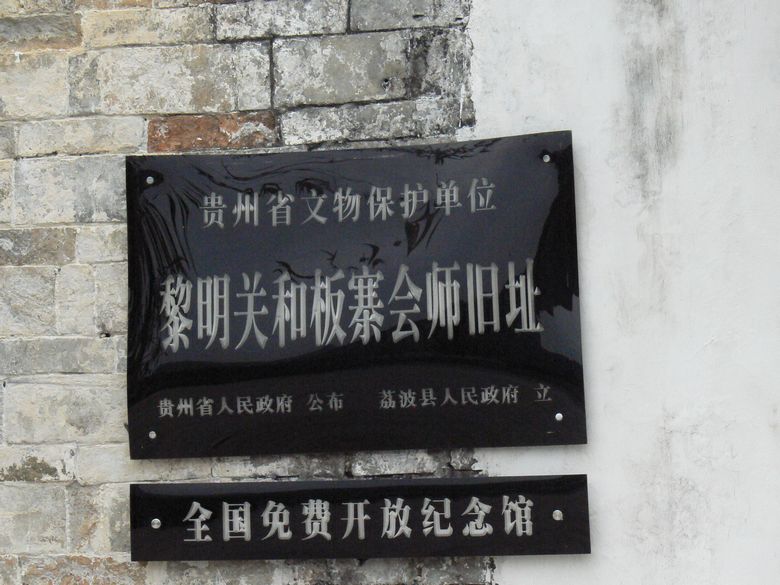 贵州省文物保护单位
黎明关和板寨会师旧址
贵州省人民政府 公布 荔波县人民政府 立
全国免费开放纪念馆